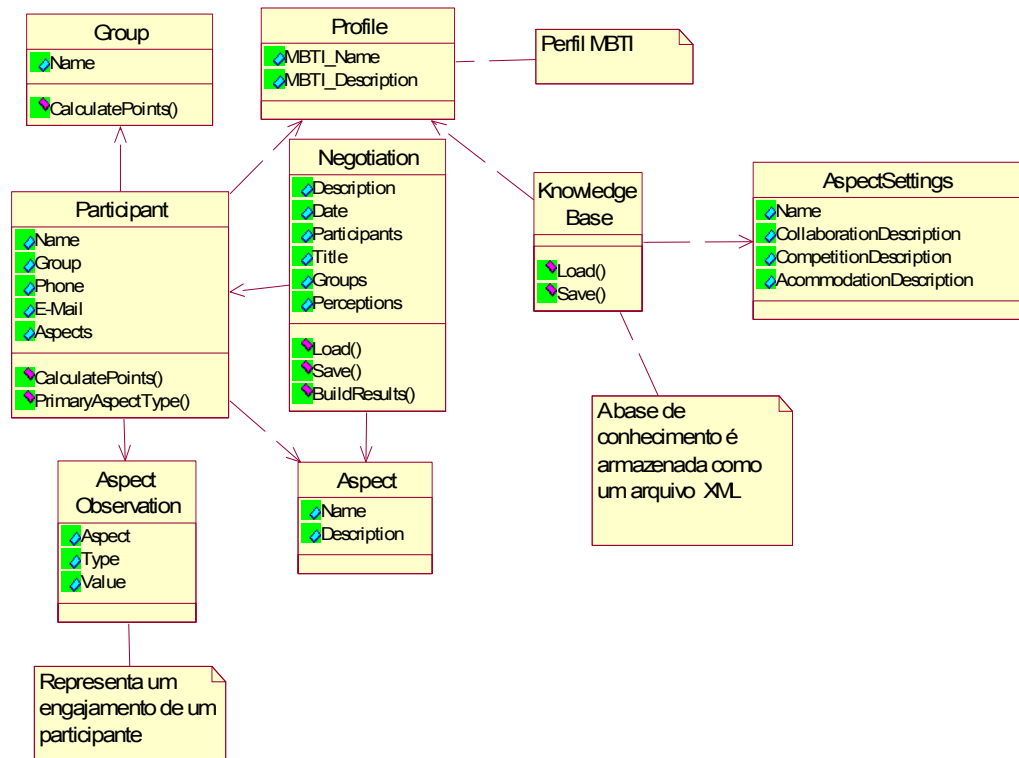 Group
Name
CalculatePoints()
Profile
MBTI_Name
MBTI_Description
Perfil MBTI
Participant
Name
Group
Phone
E-Mail
Aspects
CalculatePoints()
PrimaryAspectType()
Negotiation
Description
Date
Participants
Title
Groups
Perceptions
Load()
Save()
BuildResults()
Knowledge
Base
Load()
Save()
AspectSettings
Name
CollaborationDescription
CompetitionDescription
AcommodationDescription
Aspect
Observation
Aspect
Type
Value
Aspect
Name
Description
A base de
conhecimento é
armazenada como
um arquivo XML
Representa um
engajamento de um
participante